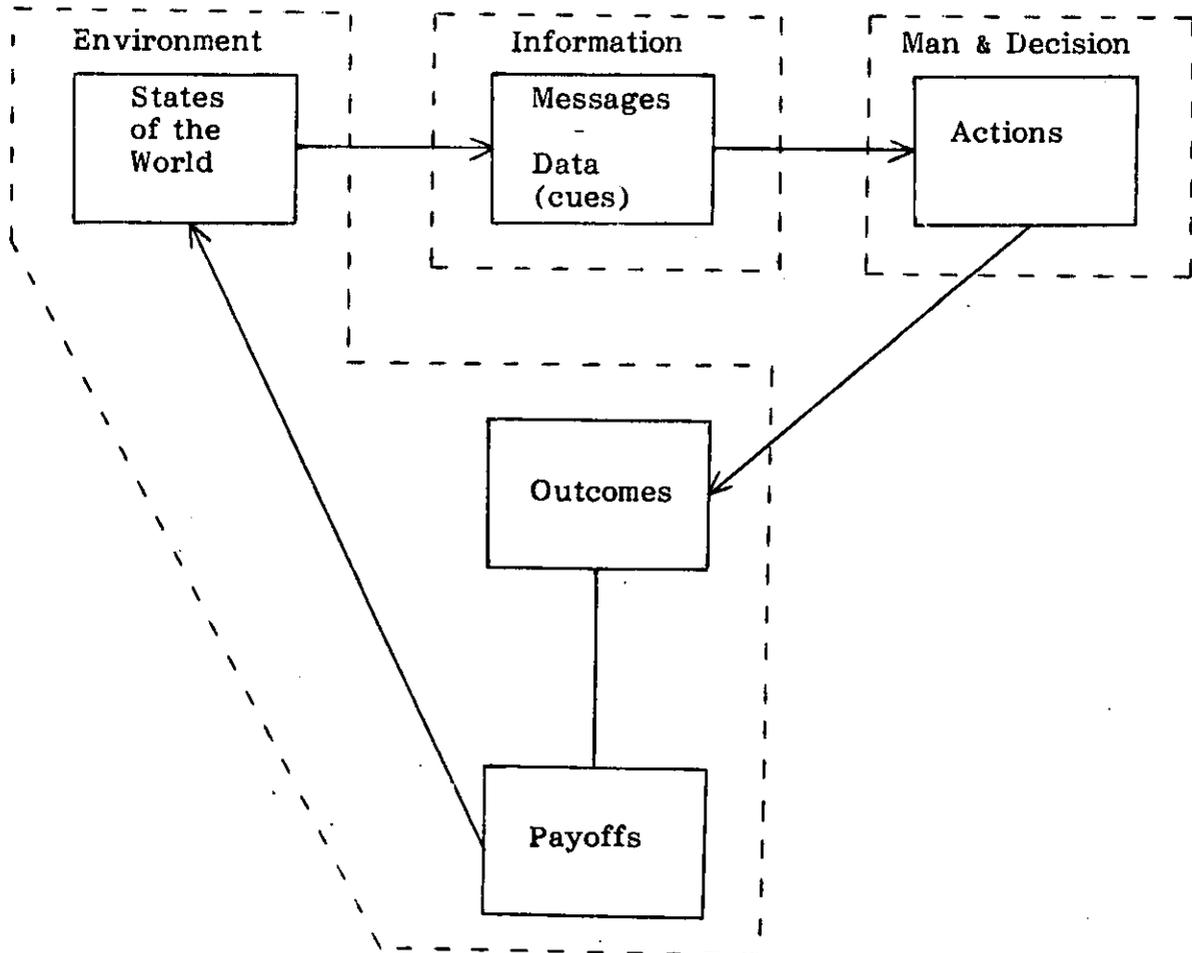 Environment
States
of the
World
Information
Messages
-
Data
(cues)
Man & Decision
Actions
Outcomes
Payoffs